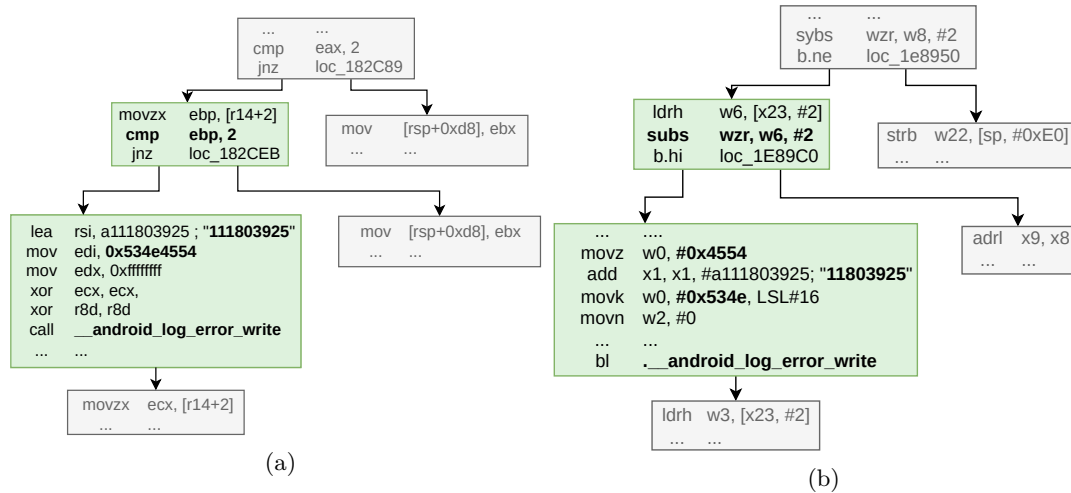 ... ...
cmp eax, 2
jnz loc_182C89
movzx ebp, [r14+2]
cmp ebp, 2
jnz loc_182CEB
mov [rsp+0xd8], ebx
... ...
lea rsi, a111803925 ; "111803925"
mov edi, 0x534e4554
mov edx, 0xffffffff
xor ecx, ecx,
xor r8d, r8d
call __android_log_error_write
... ...
mov [rsp+0xd8], ebx
... ...
movzx ecx, [r14+2]
... ...
(a)
... ...
sybs wzr, w8, #2
b.ne loc_1e8950
ldrh w6, [x23, #2]
subs wzr, w6, #2
b.hi loc_1E89C0
strb w22, [sp, #0xE0]
... ...
... ....
movz w0, #0x4554
add x1, x1, #a111803925; "11803925"
movk w0, #0x534e, LSL#16
movn w2, #0
... ...
bl .__android_log_error_write
adrl x9, x8
... ...
ldrh w3, [x23, #2]
... ...
(b)